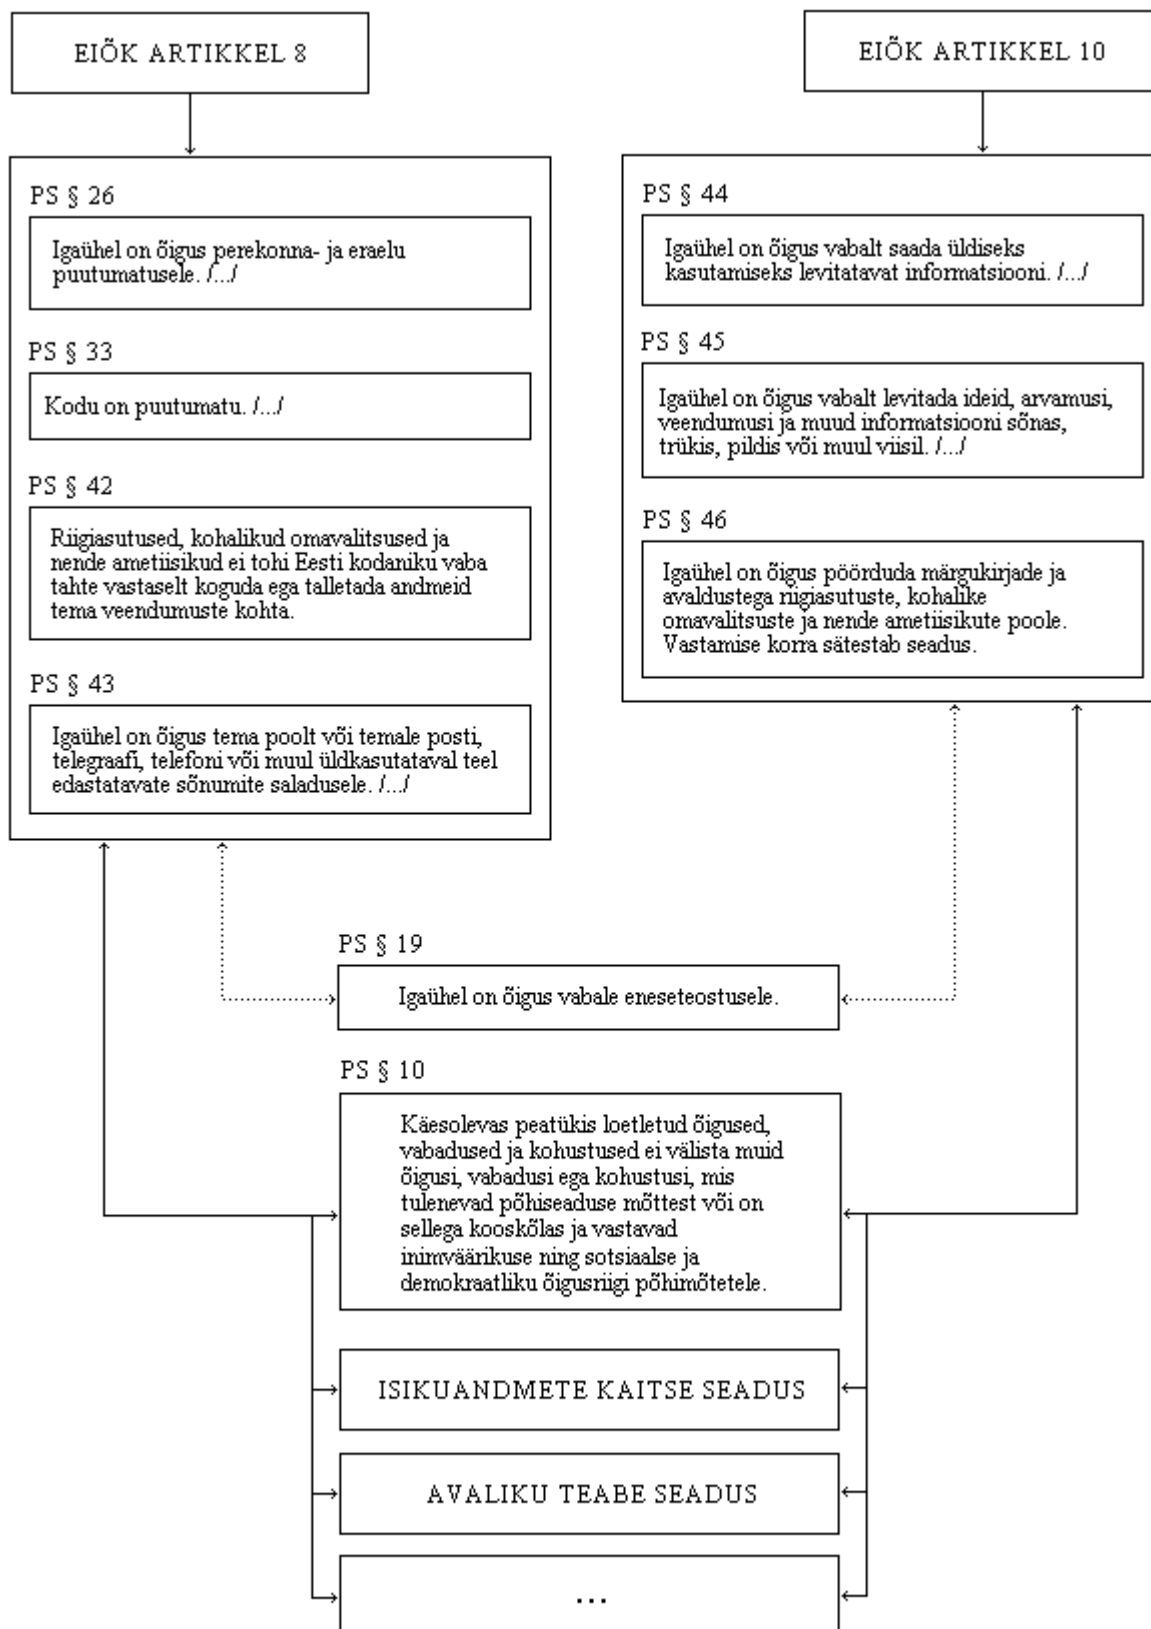 EIÕK ARTIKKEL 8
PS § 26
Igaühel on õigus perekonna- ja eraelu
puutumatusele. /.../
PS § 33
Kodu on puutumatu. /.../
PS § 42
Riigiasutused, kohalikud omavalitsused ja
nende ametiisikud ei tohi Eesti kodaniku vaba
tahte vastaselt koguda ega talletada andmeid
tema veendumuste kohta.
PS § 43
Igaühel on õigus tema poolt või temale posti,
telegraafi, telefoni või muul üldkasutataval teel
edastatavate sõnumite saladusele. /.../
EIÕK ARTIKKEL 10
PS § 44
Igaühel on õigus vabalt saada üldiseks
kasutamiseks levitatavat informatsiooni. /.../
PS § 45
Igaühel on õigus vabalt levitada ideid, arvamusi,
veendumusi ja muud informatsiooni sõnas,
trükis, pildis või muul viisil. /.../
PS § 46
Igaühel on õigus pöörduda märgukirjade ja
avaldustega riigiasutuste, kohalike
omavalitsuste ja nende ametiisikute poole.
Vastamise korra sätestab seadus.
PS § 19
Igaühel on õigus vabale eneseteostusele.
PS § 10
Käesolevas peatükis loetletud õigused,
vabadused ja kohustused ei välista muid
õigusi, vabadusi ega kohustusi, mis
tulenevad põhiseaduse mõttest või on
sellega kooskõlas ja vastavad
inimväärikuse ning sotsiaalse ja
demokraatliku õigusriigi põhimõtetele.
ISIKUANDMETE KAITSE SEADUS
AVALIKU TEABE SEADUS
...